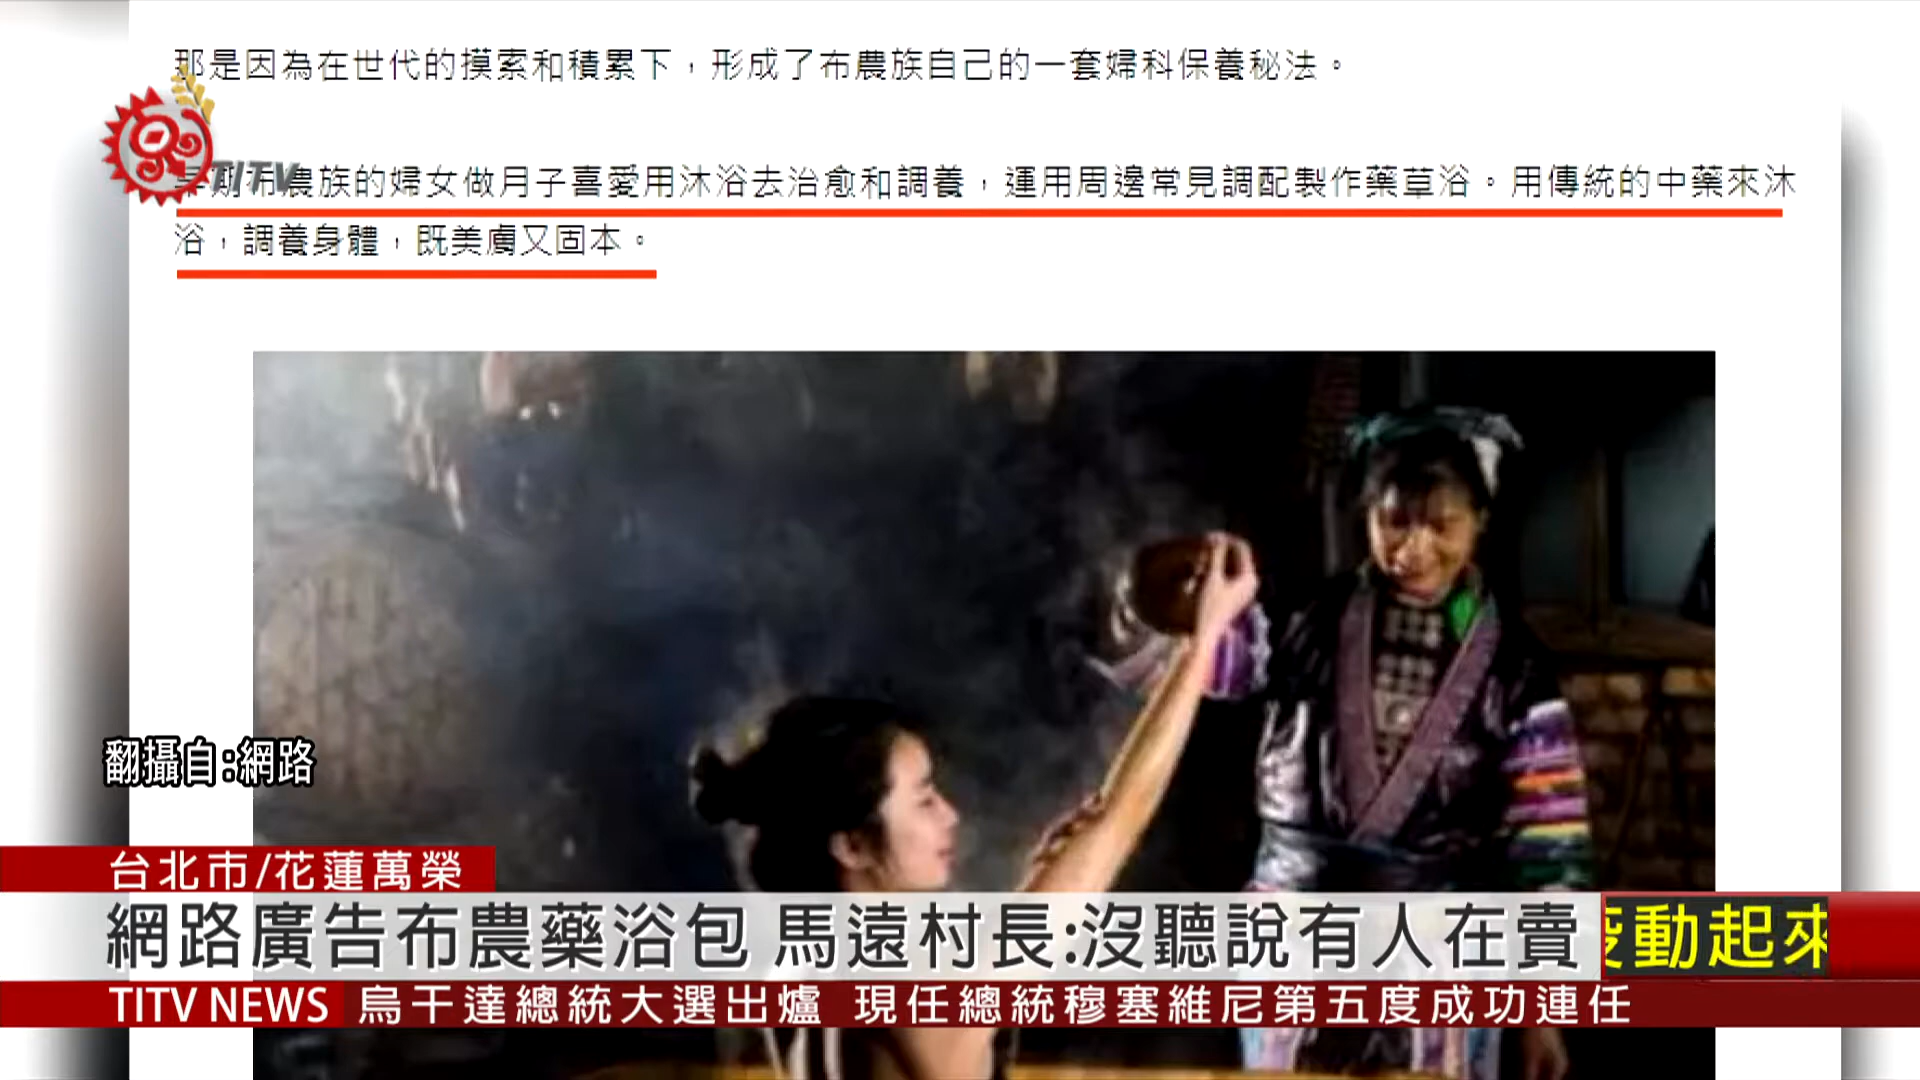 那是因為在世代的摸索和積累下，形成了布農族自己的一套婦科保養秘法。
TITV
早期布農族的婦女做月子喜愛用沐浴去治愈和調養，運用周邊常見調配製作藥草浴。用傳統的中藥來沐
浴，調養身體，既美膚又固本。
翻攝自:網路
台北市/花蓮萬榮
網路廣告布農藥浴包 馬遠村長:沒聽說有人在賣
動起來
TITV NEWS 烏干達總統大選出爐 現任總統穆塞維尼第五度成功連任